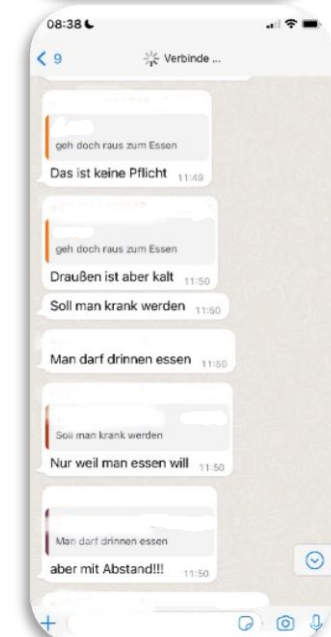 08:38
9
Verbinde ...
geh doch raus zum Essen
Das ist keine Pflicht 11:49
geh doch raus zum Essen
Draußen ist aber kalt 11:50
Soll man krank werden 11:50
Man darf drinnen essen 11:50
Soll man krank werden
Nur weil man essen will 11:50
Man darf drinnen essen
aber mit Abstand!!! 11:50